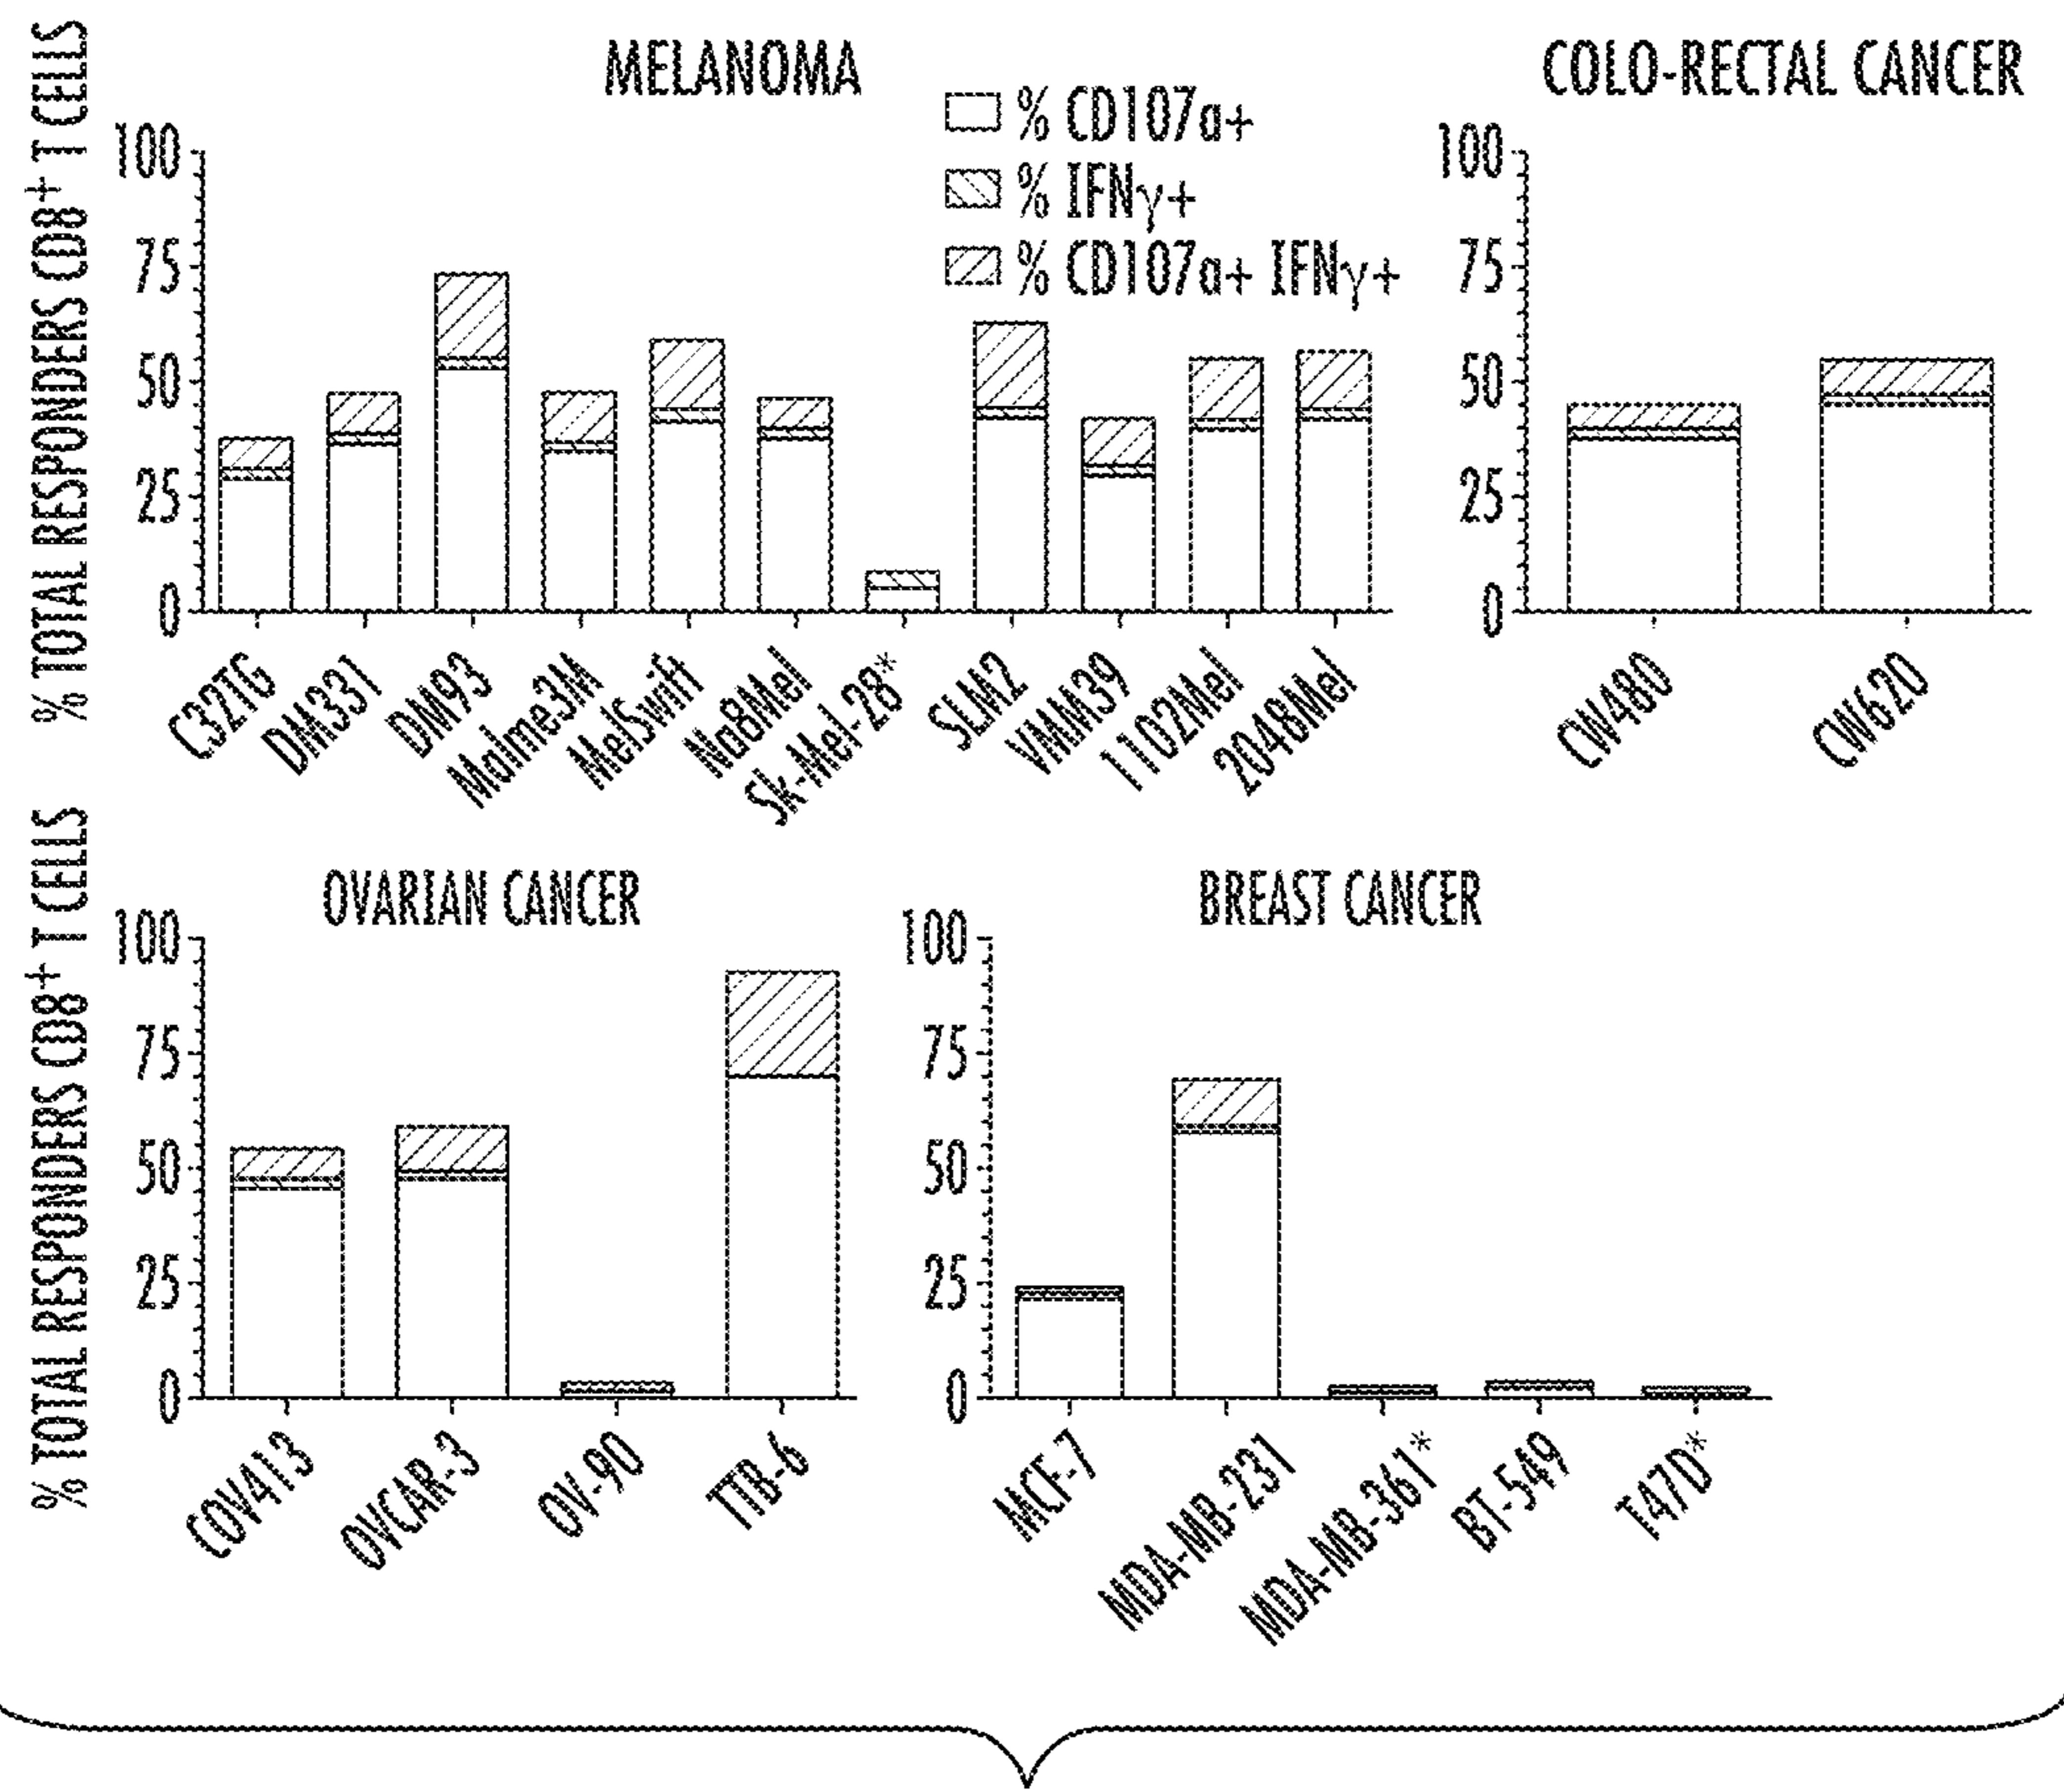 % TOTAL RESPONDERS CD8+ T CELLS
MELANOMA
% CD107a+
% IFNγ+
% CD107a+ IFNγ+
100
75
50
25
0
C32TG
DM331
DM93
Malme3M
MelSwift
Na8Mel
Sk-Mel-28*
SLM2
VMM39
1102Mel
2048Mel
COLO-RECTAL CANCER
100
75
50
25
0
CW480
CW620
% TOTAL RESPONDERS CD8+ T CELLS
OVARIAN CANCER
100
75
50
25
0
COV413
OVCAR-3
OV-90
TTB-6
BREAST CANCER
100
75
50
25
0
MCF-7
MDA-MB-231
MDA-MB-361*
BT-549
T47D*